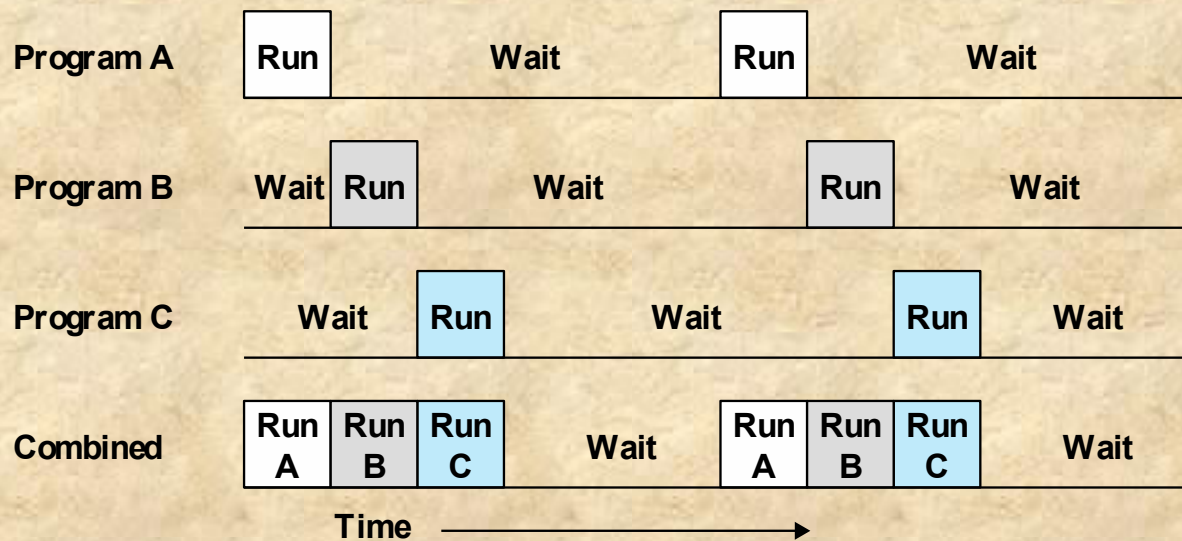 Program A Run Wait Run Wait
Program B Wait Run Wait Run Wait
Program C Wait Run Wait Run Wait
Combined Run A Run B Run C Wait Run A Run B Run C Wait
Time